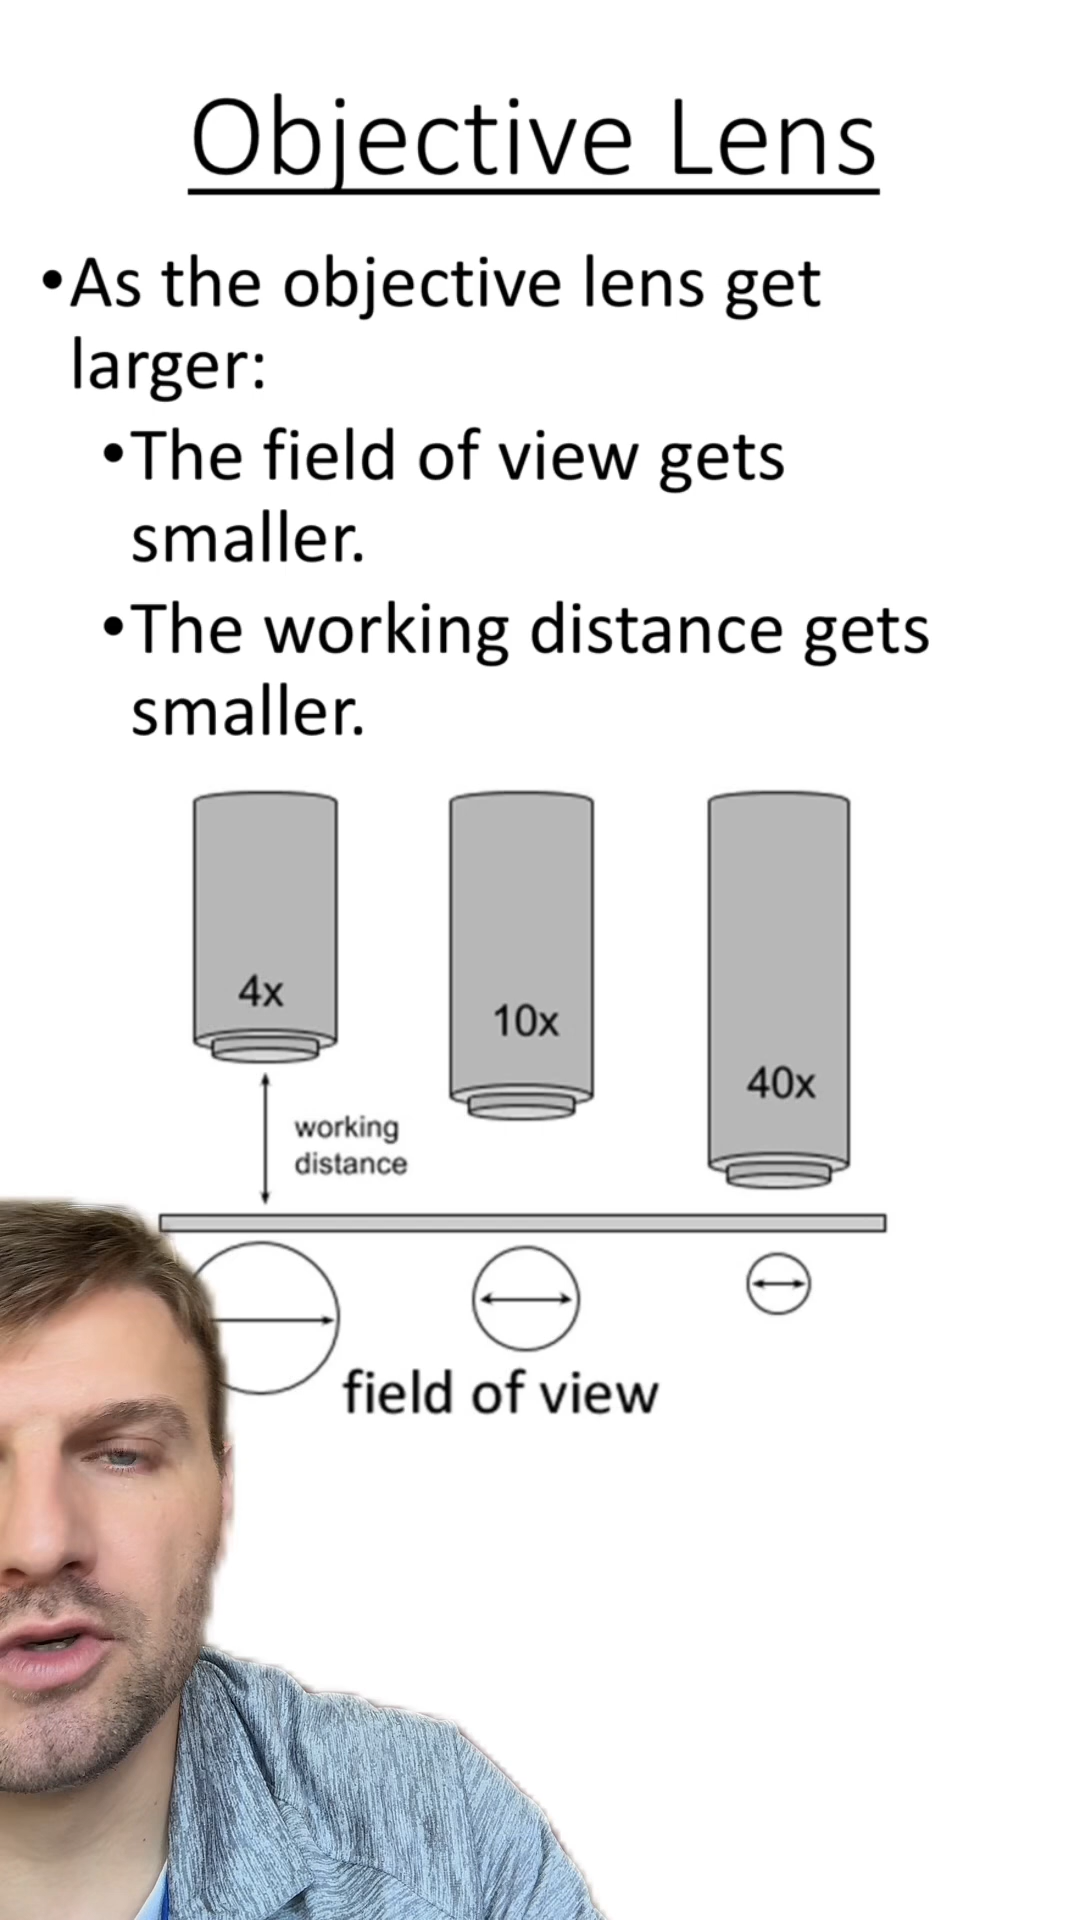 Objective Lens
•As the objective lens get
larger:
•The field of view gets
smaller.
•The working distance gets
smaller.
4x
10x
40x
working
distance
field of view